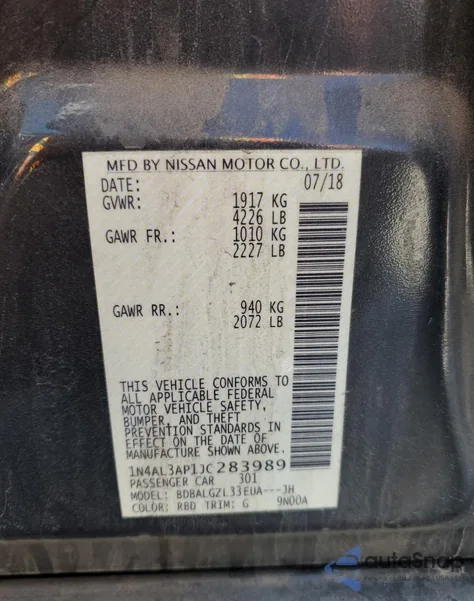 MFD BY NISSAN MOTOR CO., LTD.
DATE: 07/18
GVWR: 1917 KG
4226 LB
GAWR FR.: 1010 KG
2227 LB
GAWR RR.: 940 KG
2072 LB
THIS VEHICLE CONFORMS TO
ALL APPLICABLE FEDERAL
MOTOR VEHICLE SAFETY,
BUMPER, AND THEFT
PREVENTION STANDARDS IN
EFFECT ON THE DATE OF
MANUFACTURE SHOWN ABOVE.
1N4AL3AP1JC283989
PASSENGER CAR 301
MODEL: BDBALGZL33EUA---JH
COLOR: RBD TRIM: G 9N00A
autoSnap